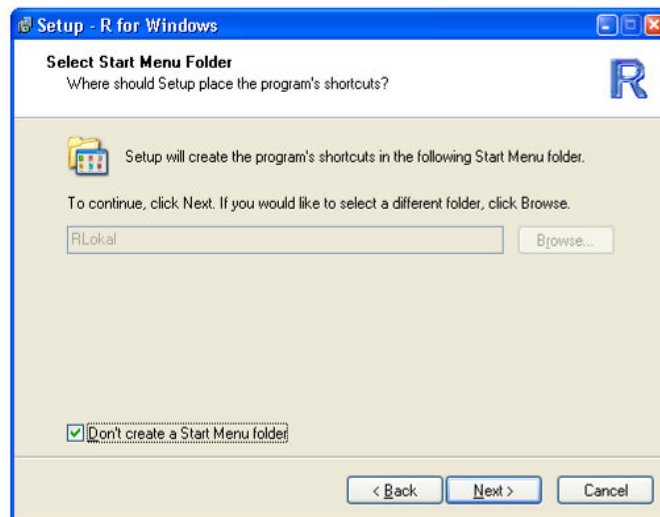 Setup - R for Windows
Select Start Menu Folder
Where should Setup place the program's shortcuts?
R
Setup will create the program's shortcuts in the following Start Menu folder.
To continue, click Next. If you would like to select a different folder, click Browse.
RLokal
Browse...
Don't create a Start Menu folder
< Back
Next >
Cancel